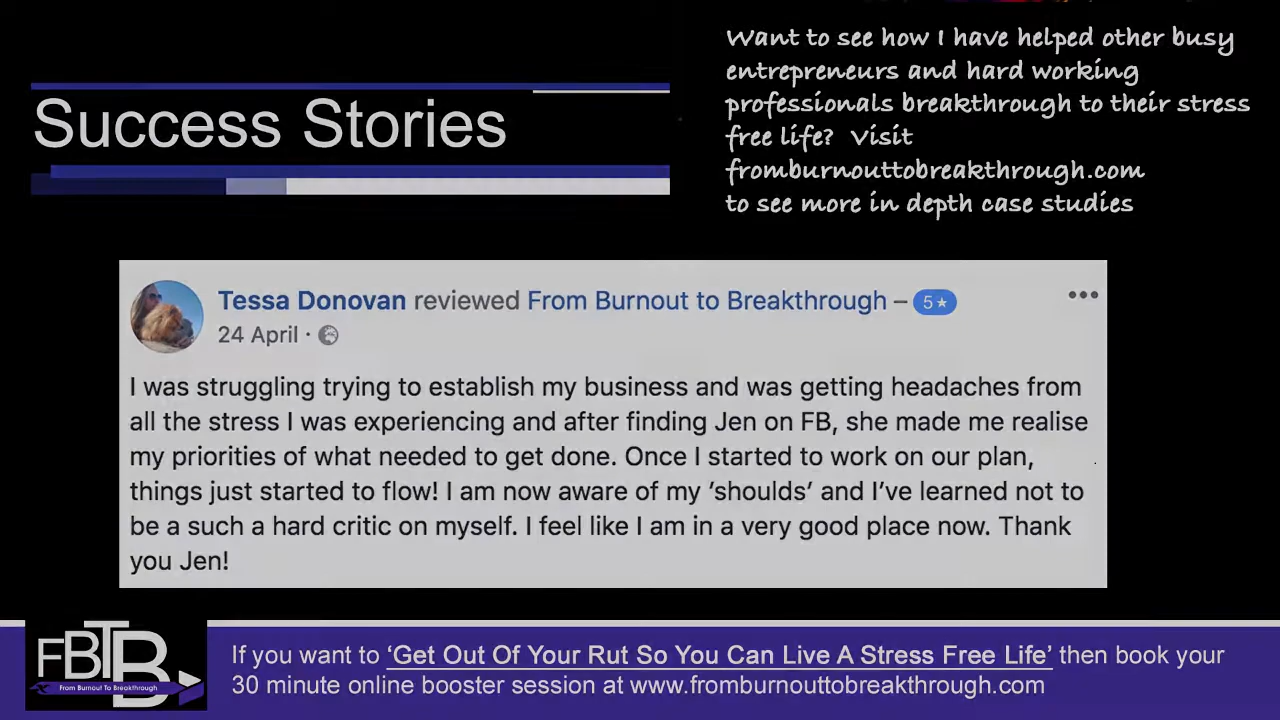 Want to see how I have helped other busy
entrepreneurs and hard working
professionals breakthrough to their stress
free life? Visit
fromburnouttobreakthrough.com
to see more in depth case studies
Success Stories
Tessa Donovan reviewed From Burnout to Breakthrough – 5★
24 April ·
I was struggling trying to establish my business and was getting headaches from
all the stress I was experiencing and after finding Jen on FB, she made me realise
my priorities of what needed to get done. Once I started to work on our plan,
things just started to flow! I am now aware of my ‘shoulds’ and I’ve learned not to
be a such a hard critic on myself. I feel like I am in a very good place now. Thank
you Jen!
FBTB
From Burnout To Breakthrough
If you want to ‘Get Out Of Your Rut So You Can Live A Stress Free Life’ then book your
30 minute online booster session at www.fromburnouttobreakthrough.com